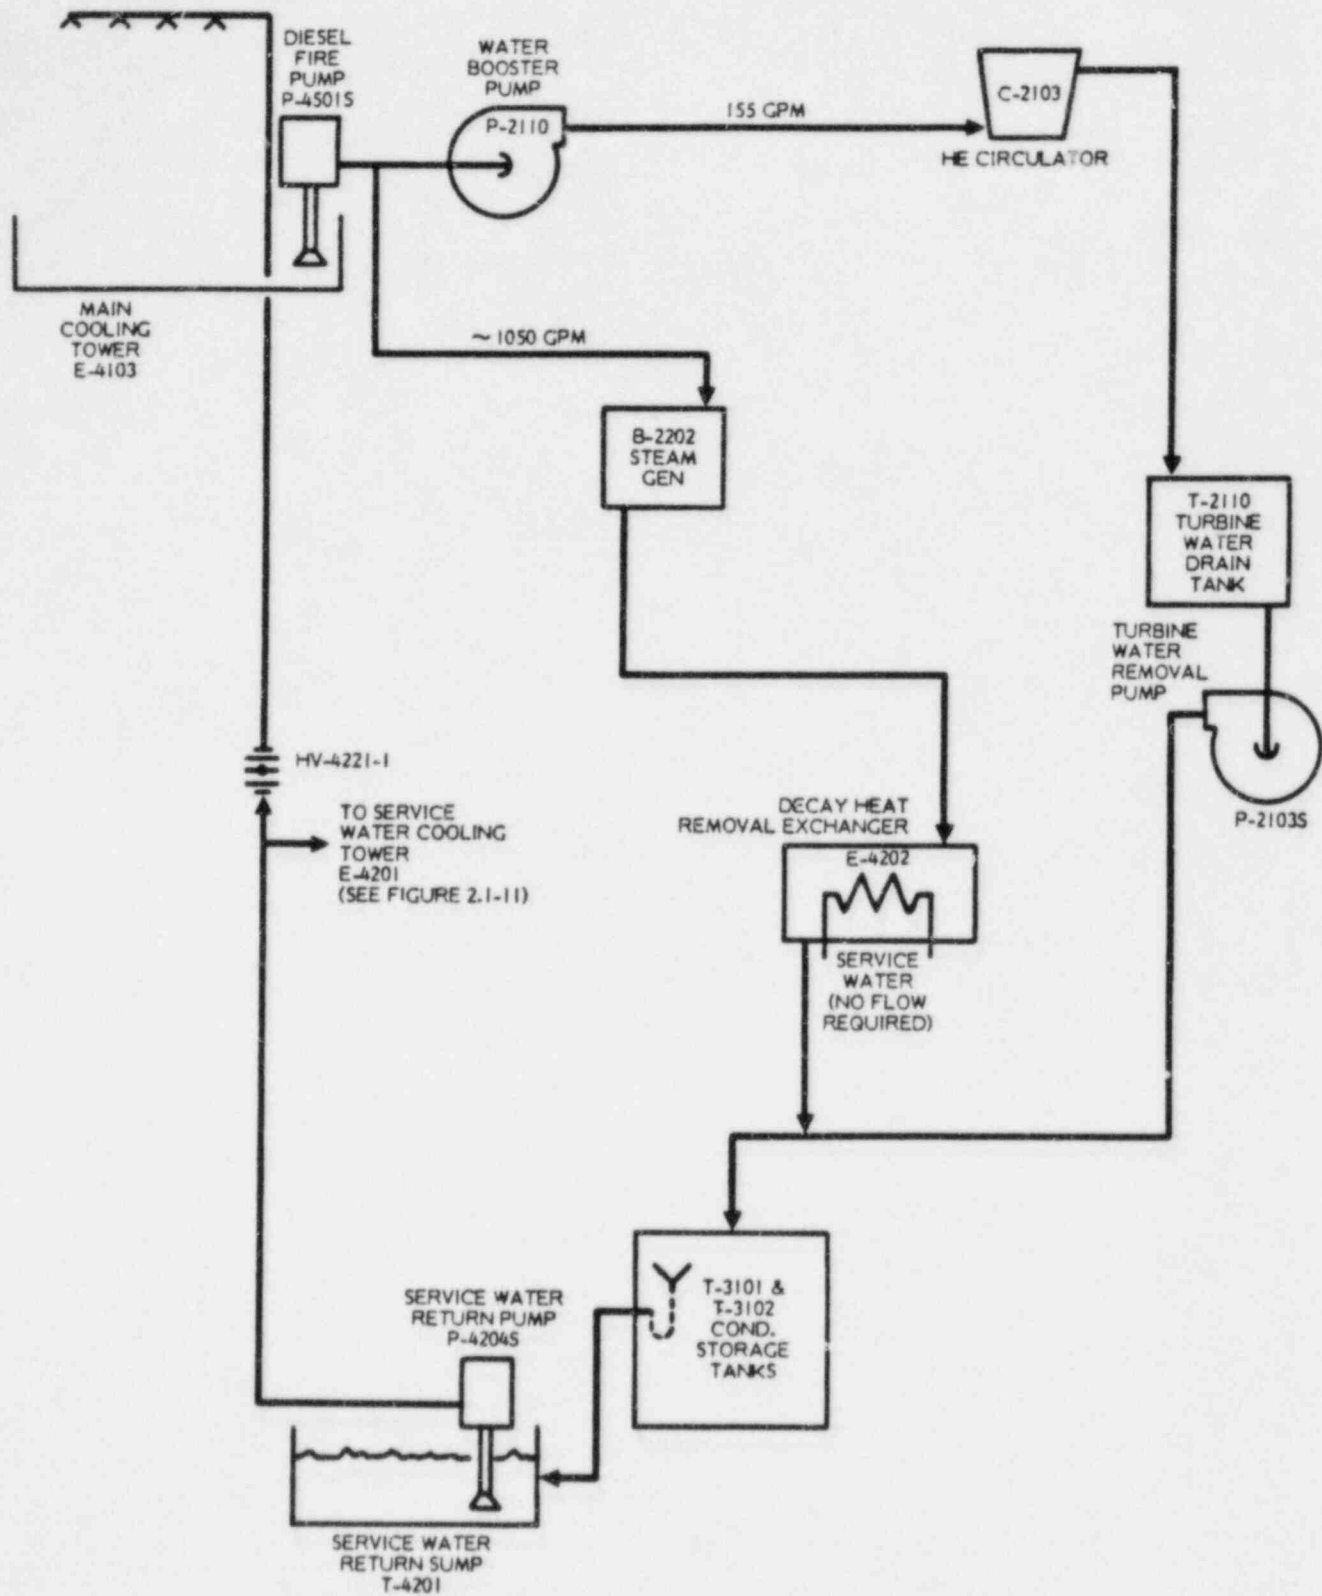 DIESEL
FIRE
PUMP
P-4501S
WATER
BOOSTER
PUMP
P-2110
155 GPM
C-2103
HE CIRCULATOR
MAIN
COOLING
TOWER
E-4103
~ 1050 GPM
B-2202
STEAM
GEN
T-2110
TURBINE
WATER
DRAIN
TANK
TURBINE
WATER
REMOVAL
PUMP
P-2103S
HV-4221-1
TO SERVICE
WATER COOLING
TOWER
E-4201
(SEE FIGURE 2.1-11)
DECAY HEAT
REMOVAL EXCHANGER
E-4202
SERVICE
WATER
(NO FLOW
REQUIRED)
SERVICE WATER
RETURN PUMP
P-4204S
T-3101 &
T-3102
COND.
STORAGE
TANKS
SERVICE WATER
RETURN SUMP
T-4201